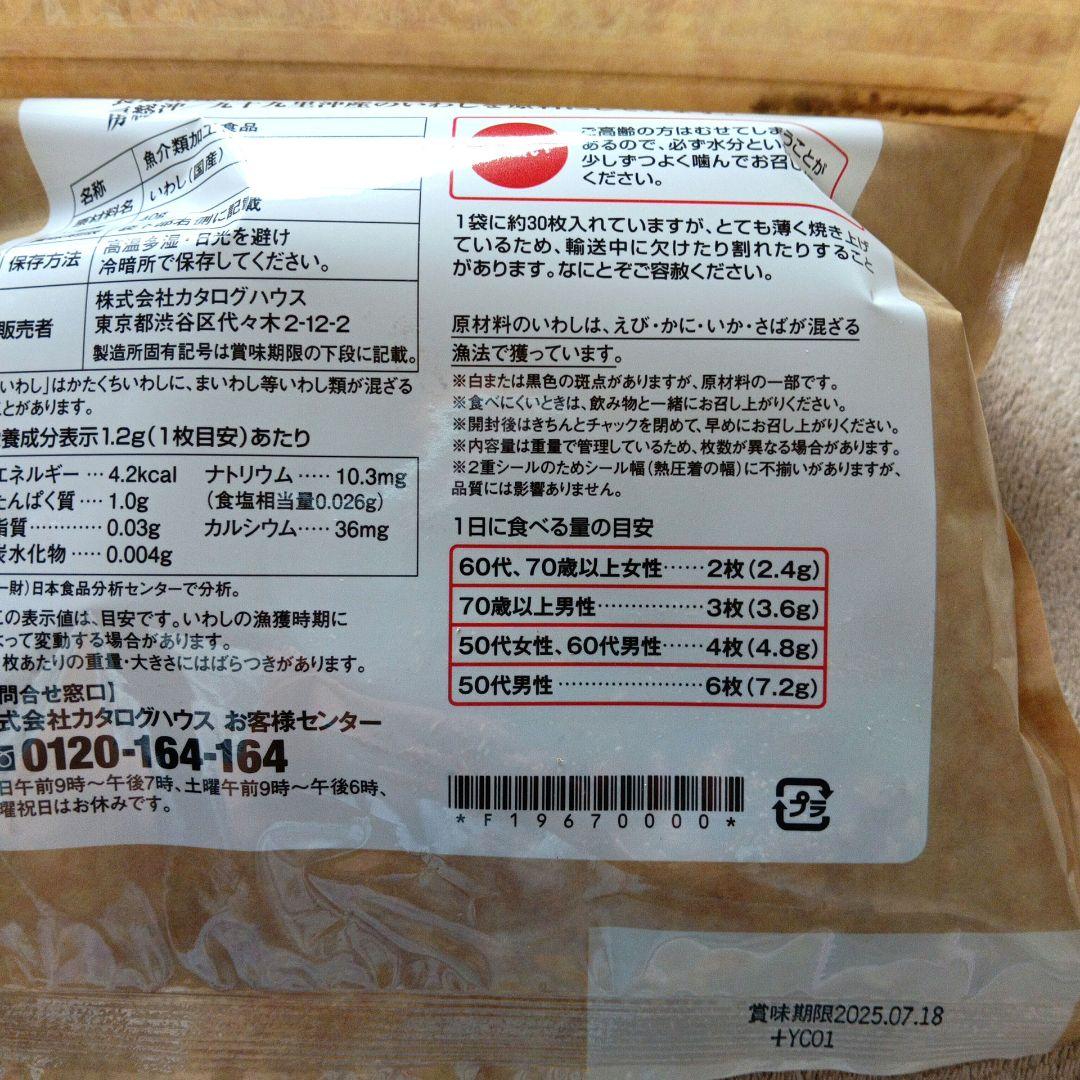 名称
魚介類加工食品
原材料名
いわし(国産)
保存方法
高温多湿・日光を避け
冷暗所で保存してください。
販売者
株式会社カタログハウス
東京都渋谷区代々木2-12-2
製造所固有記号は賞味期限の下段に記載。
いわし」はかたくちいわしに、まいわし等いわし類が混ざる
とがあります。
養成分表示1.2g(1枚目安)あたり
エネルギー…4.2kcal
たんぱく質…1.0g
脂質…………0.03g
炭水化物……0.004g
ナトリウム……10.3mg
(食塩相当量0.026g)
カルシウム……36mg
一財)日本食品分析センターで分析。
この表示値は、目安です。いわしの漁獲時期に
よって変動する場合があります。
枚あたりの重量・大きさにはばらつきがあります。
問合せ窓口】
式会社カタログハウス お客様センター
0120-164-164
日午前9時～午後7時、土曜午前9時～午後6時、
曜祝日はお休みです。
ご高齢の方はむせてしまうことが
あるので、必ず水分とい
少しずつよく噛んでお召し
ください。
1袋に約30枚入れていますが、とても薄く焼き上げ
ているため、輸送中に欠けたり割れたりすること
があります。なにとぞご容赦ください。
原材料のいわしは、えび・かに・いか・さばが混ざる
漁法で獲っています。
※白または黒色の斑点がありますが、原材料の一部です。
※食べにくいときは、飲み物と一緒にお召し上がりください。
※開封後はきちんとチャックを閉めて、早めにお召し上がりください。
※内容量は重量で管理しているため、枚数が異なる場合があります。
※2重シールのためシール幅(熱圧着の幅)に不揃いがありますが、
品質には影響ありません。
1日に食べる量の目安
60代、70歳以上女性……2枚(2.4g)
70歳以上男性……………3枚(3.6g)
50代女性、60代男性……4枚(4.8g)
50代男性…………………6枚(7.2g)
*F19670000*
プラ
賞味期限2025.07.18
+YC01